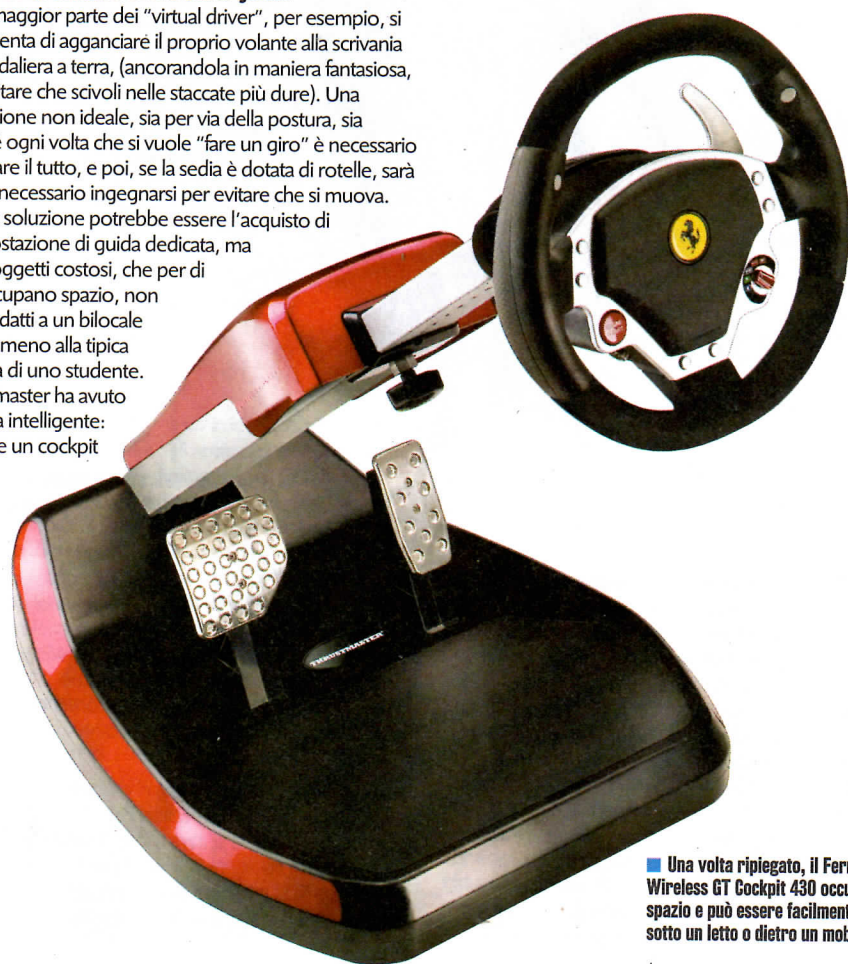 maggior parte dei "virtual driver", per esempio, si
enta di agganciare il proprio volante alla scrivania
daliera a terra, (ancorandola in maniera fantasiosa,
tare che scivoli nelle staccate più dure). Una
ione non ideale, sia per via della postura, sia
é ogni volta che si vuole "fare un giro" è necessario
are il tutto, e poi, se la sedia è dotata di rotelle, sarà
necessario ingegnarsi per evitare che si muova.
soluzione potrebbe essere l'acquisto di
ostazione di guida dedicata, ma
oggetti costosi, che per di
cupano spazio, non
datti a un bilocale
meno alla tipica
a di uno studente.
master ha avuto
a intelligente:
e un cockpit
THRUSTMASTER
Una volta ripiegato, il Ferr
Wireless GT Cockpit 430 occu
spazio e può essere facilment
sotto un letto o dietro un mob